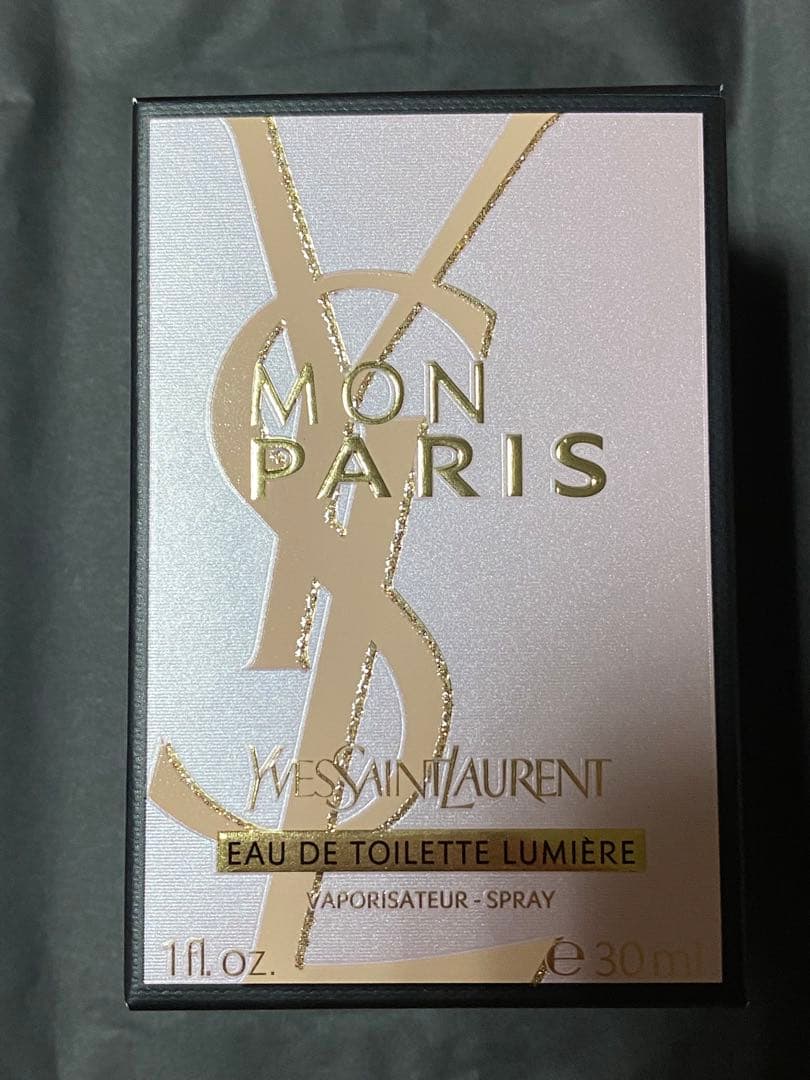 MON
PARIS
YVESSAINTLAURENT
EAU DE TOILETTE LUMIÈRE
VAPORISATEUR - SPRAY
1 fl. oz. ℮ 30 ml